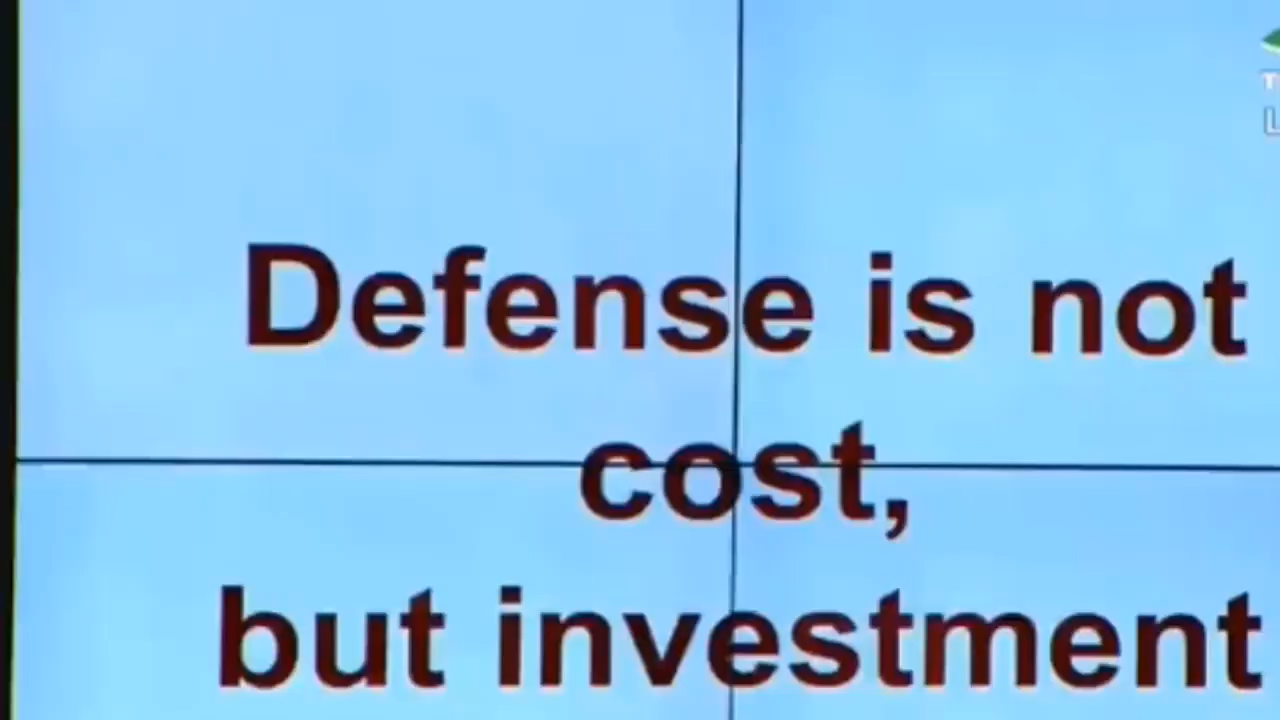 Defense is not
cost,
but investment